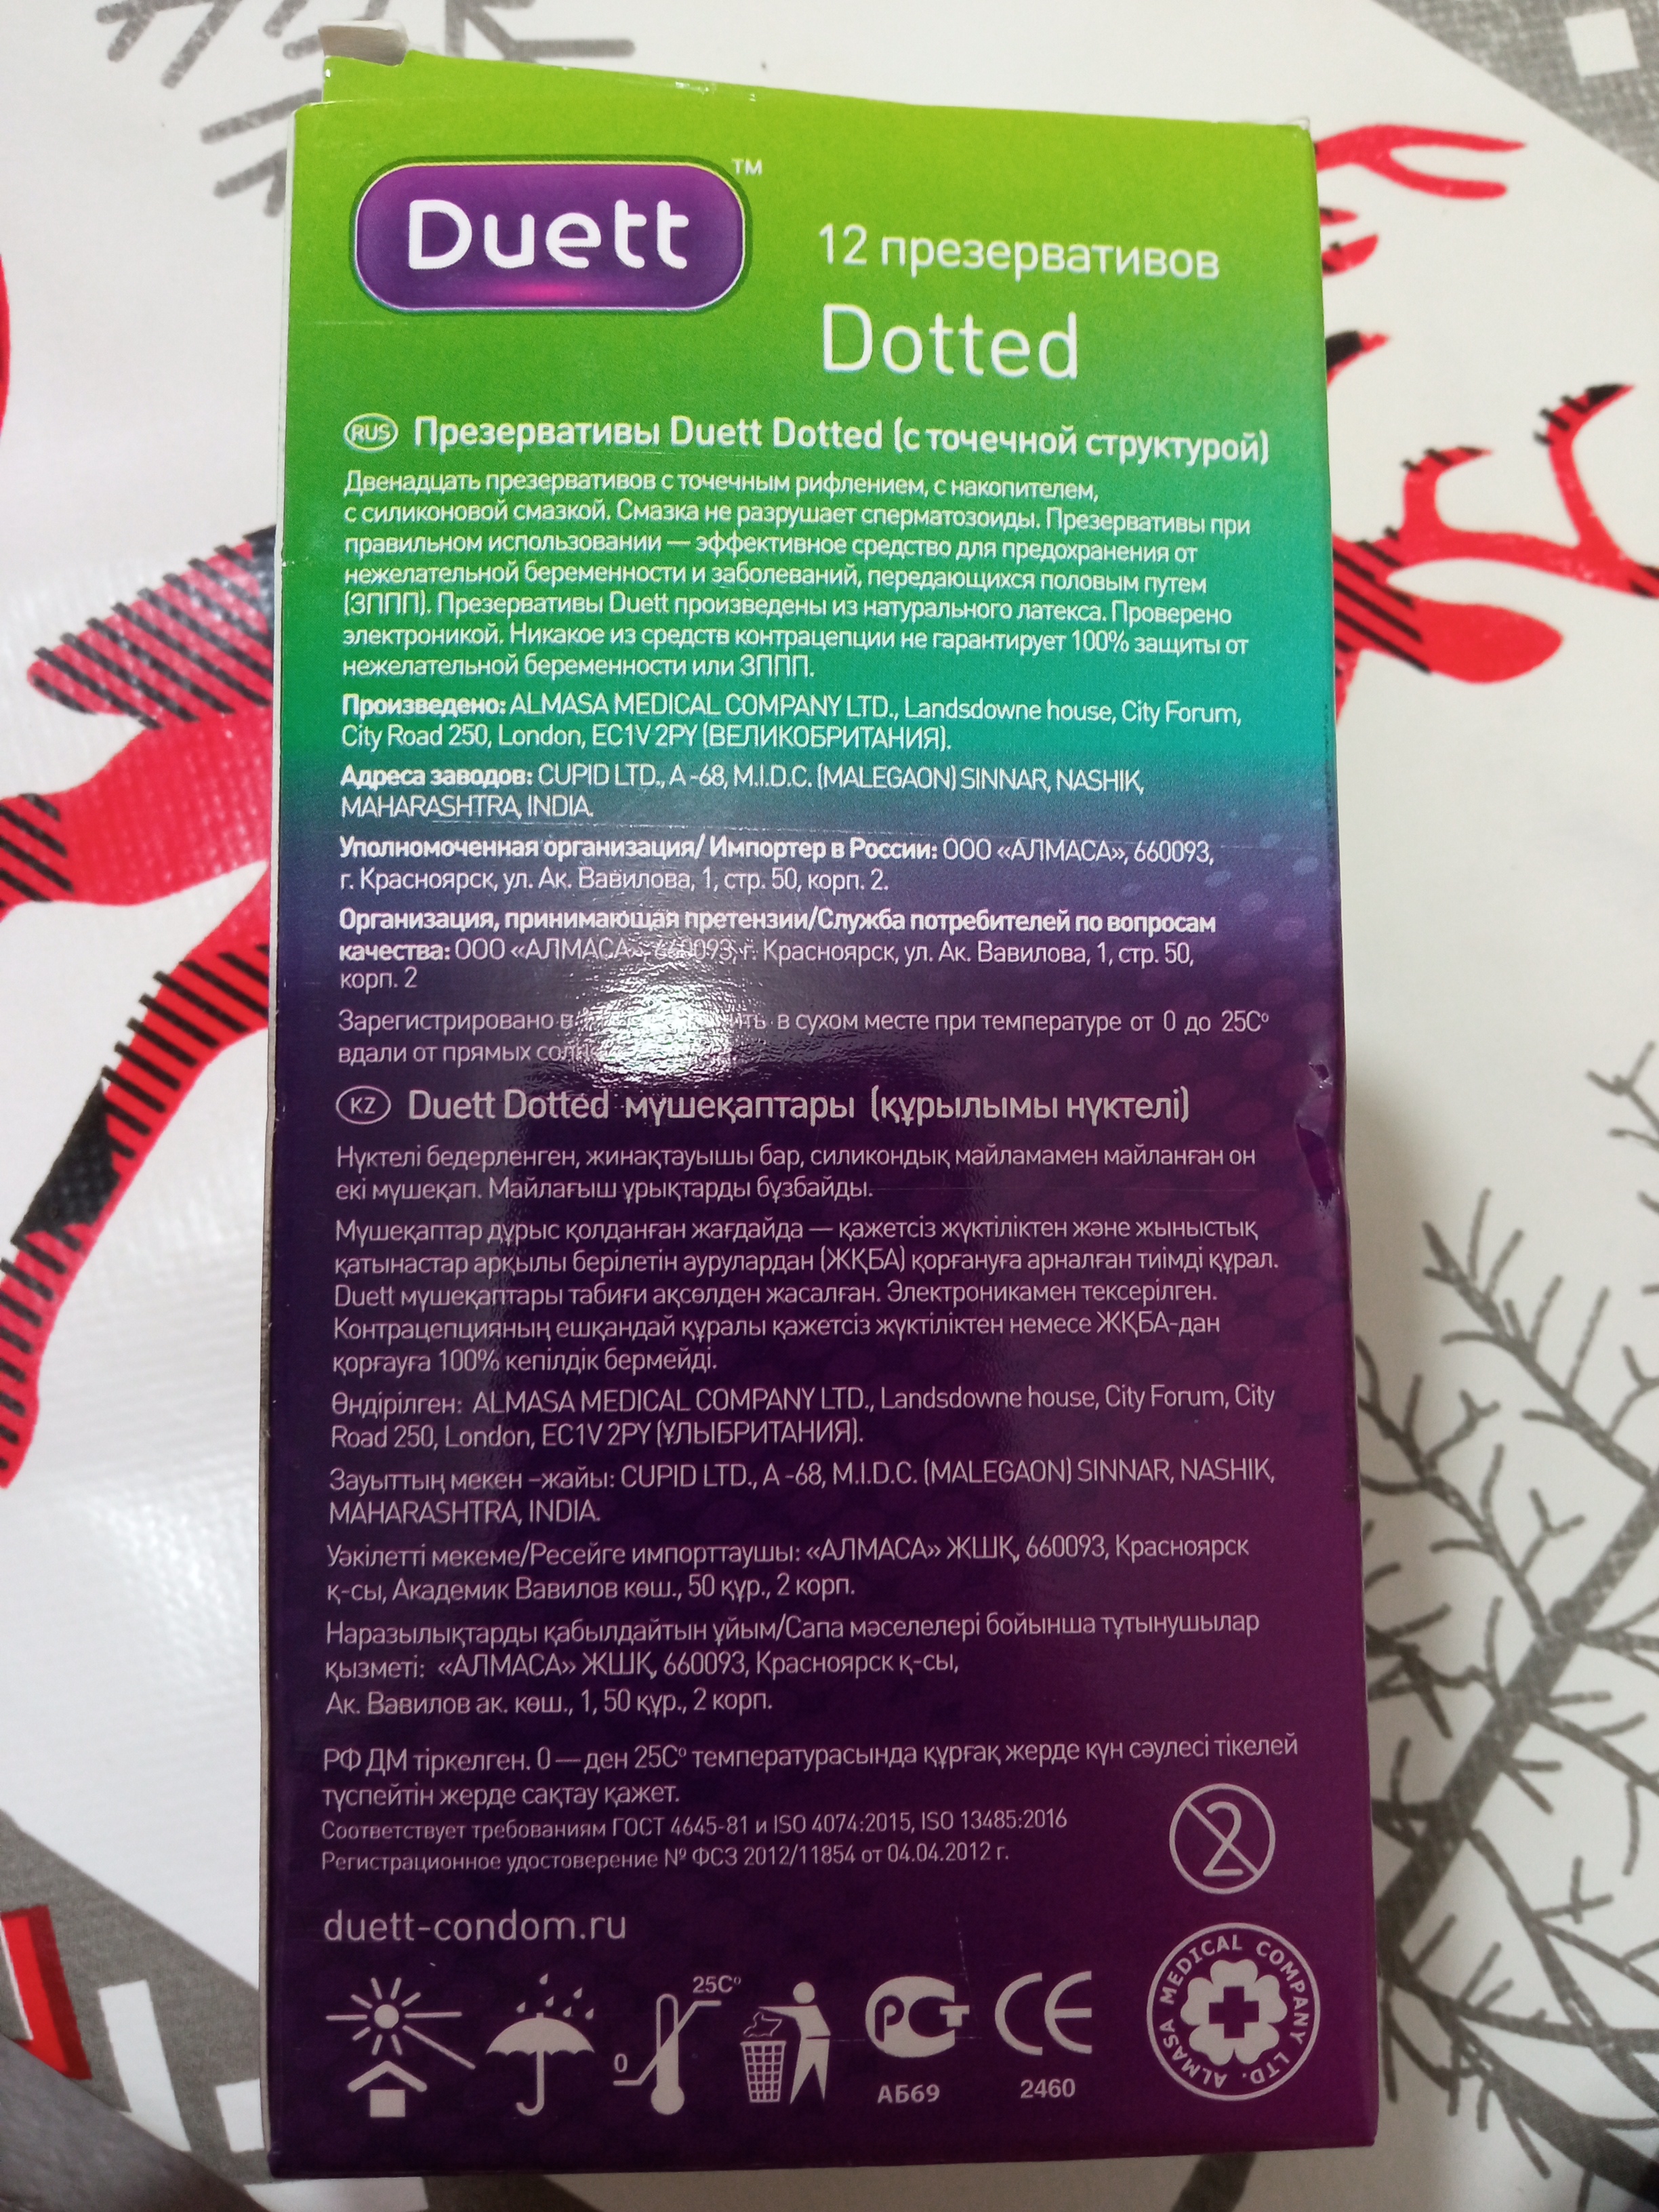 Duett
TM
12 презервативов
Dotted
RUS Презервативы Duett Dotted (с точечной структурой)
Двенадцать презервативов с точечным рифлением, с накопителем,
с силиконовой смазкой. Смазка не разрушает сперматозоиды. Презервативы при
правильном использовании — эффективное средство для предохранения от
нежелательной беременности и заболеваний, передающихся половым путем
(ЗППП). Презервативы Duett произведены из натурального латекса. Проверено
электроникой. Никакое из средств контрацепции не гарантирует 100% защиты от
нежелательной беременности или ЗППП.
Произведено: ALMASA MEDICAL COMPANY LTD., Landsdowne house, City Forum,
City Road 250, London, EC1V 2PY (ВЕЛИКОБРИТАНИЯ).
Адреса заводов: CUPID LTD., A -68, M.I.D.C. (MALEGAON) SINNAR, NASHIK,
MAHARASHTRA, INDIA.
Уполномоченная организация/ Импортер в России: ООО «АЛМАСА», 660093,
г. Красноярск, ул. Ак. Вавилова, 1, стр. 50, корп. 2.
Организация, принимающая претензии/Служба потребителей по вопросам
качества: ООО «АЛМАСА», 660093, г. Красноярск, ул. Ак. Вавилова, 1, стр. 50,
корп. 2
Зарегистрировано в в сухом месте при температуре от 0 до 25Cº
вдали от прямых
KZ Duett Dotted мүшеқаптары (құрылымы нүктелі)
Нүктелі бедерленген, жинақтауышы бар, силикондық майламамен майланған он
екі мүшеқап. Майлағыш ұрықтарды бұзбайды.
Мүшеқаптар дұрыс қолданған жағдайда — қажетсіз жүктіліктен және жыныстық
қатынастар арқылы берілетін аурулардан (ЖҚБА) қорғануға арналған тиімді құрал.
Duett мүшеқаптары табиғи ақсөлден жасалған. Электроникамен тексерілген.
Контрацепцияның ешқандай құралы қажетсіз жүктіліктен немесе ЖҚБА-дан
қорғауға 100% кепілдік бермейді.
Өндірілген: ALMASA MEDICAL COMPANY LTD., Landsdowne house, City Forum, City
Road 250, London, EC1V 2PY (ҰЛЫБРИТАНИЯ).
Зауыттың мекен –жайы: CUPID LTD., A -68, M.I.D.C. (MALEGAON) SINNAR, NASHIK,
MAHARASHTRA, INDIA.
Уәкілетті мекеме/Ресейге импорттаушы: «АЛМАСА» ЖШҚ, 660093, Красноярск
қ-сы, Академик Вавилов көш., 50 құр., 2 корп.
Наразылықтарды қабылдайтын ұйым/Сапа мәселелері бойынша тұтынушылар
қызметі: «АЛМАСА» ЖШҚ, 660093, Красноярск қ-сы,
Ак. Вавилов ак. көш., 1, 50 құр., 2 корп.
РФ ДМ тіркелген. 0 — ден 25Cº температурасында құрғақ жерде күн сәулесі тікелей
түспейтін жерде сақтау қажет.
Соответствует требованиям ГОСТ 4645-81 и ISO 4074:2015, ISO 13485:2016
Регистрационное удостоверение № ФСЗ 2012/11854 от 04.04.2012 г.
2
duett-condom.ru
25Cº
0
РСТ
АБ69
CE
2460
ALMASA MEDICAL COMPANY LTD.